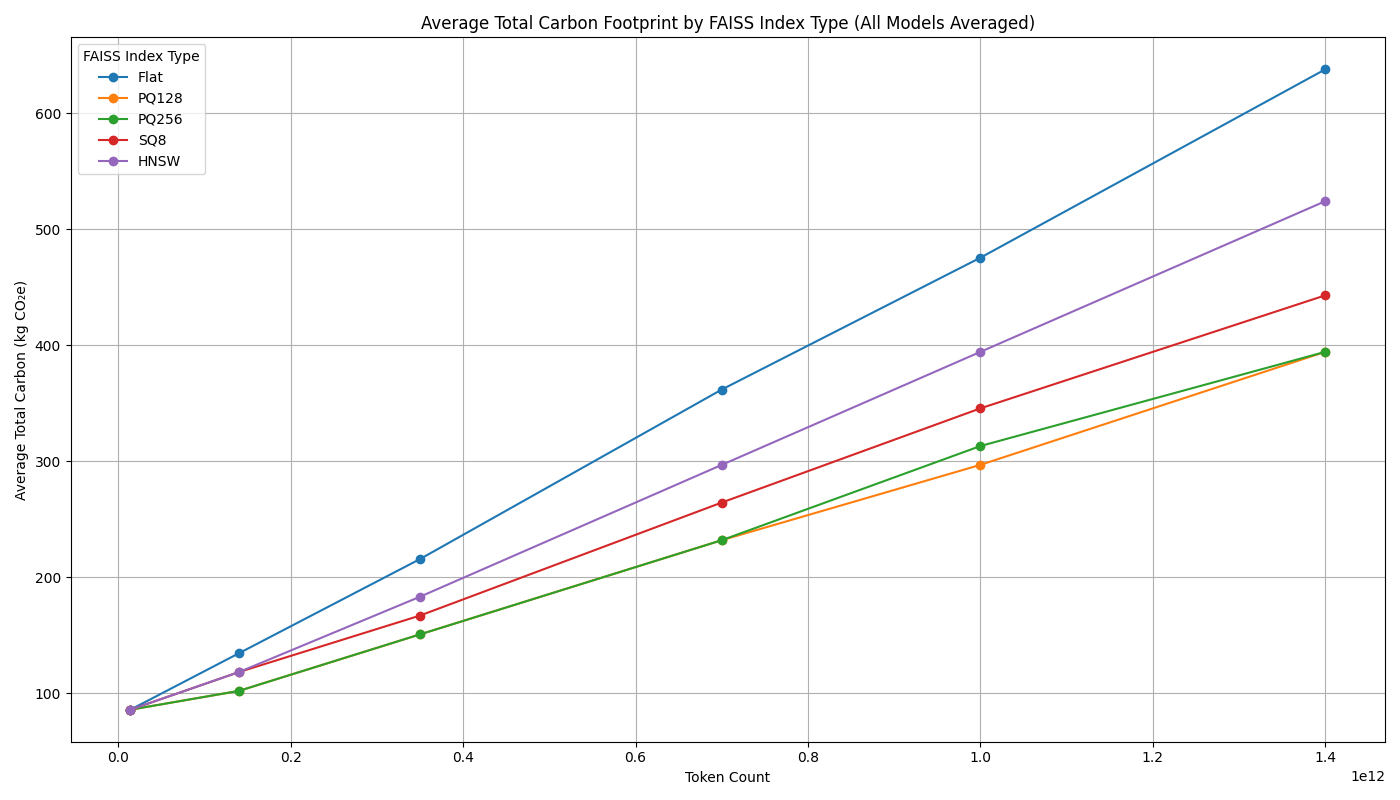 Average Total Carbon Footprint by FAISS Index Type (All Models Averaged)
FAISS Index Type
Flat
PQ128
PQ256
SQ8
HNSW
Average Total Carbon (kg CO₂e)
600
500
400
300
200
100
0.0 0.2 0.4 0.6 0.8 1.0 1.2 1.4
1e12
Token Count